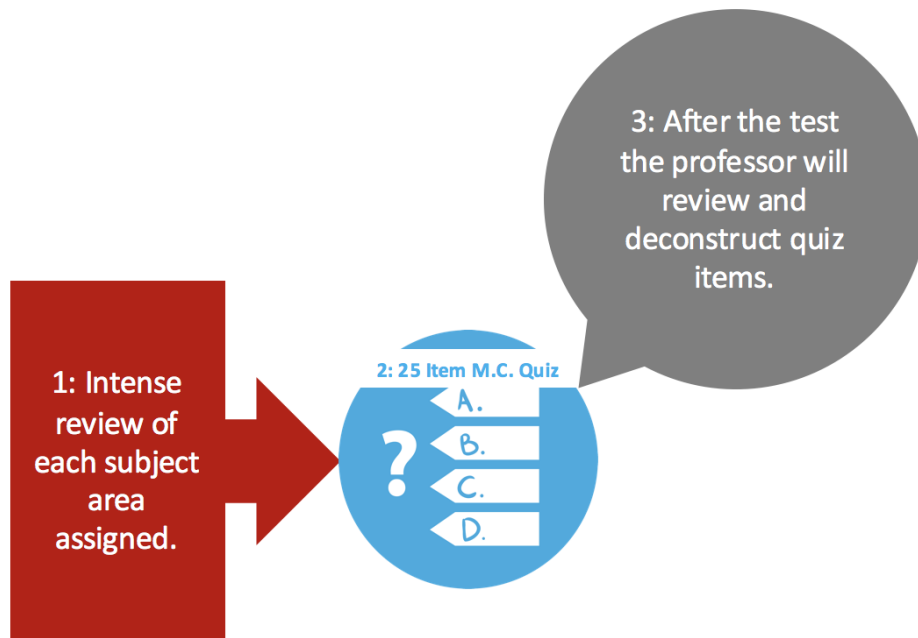 1: Intense
review of
each subject
area
assigned.
2: 25 Item M.C. Quiz
?
A.
B.
C.
D.
3: After the test
the professor will
review and
deconstruct quiz
items.